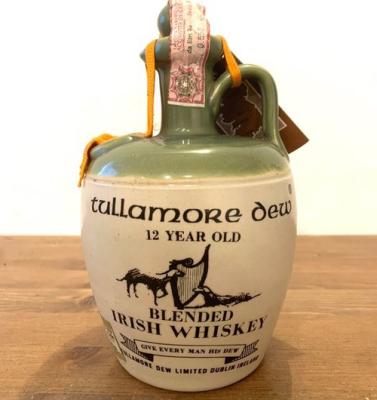 tullamore dew
12 YEAR OLD
BLENDED
IRISH WHISKEY
GIVE EVERY MAN HIS DEW
TULLAMORE DEW LIMITED DUBLIN IRELAND